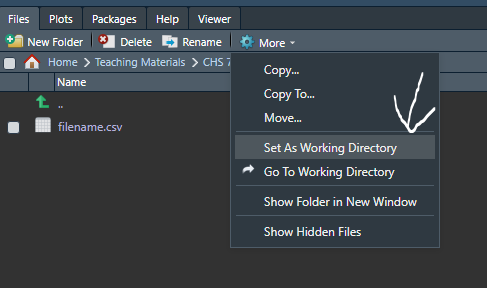 Files Plots Packages Help Viewer
New Folder Delete Rename More
Home Teaching Materials CHS 7
Name
..
filename.csv
Copy...
Copy To...
Move...
Set As Working Directory
Go To Working Directory
Show Folder in New Window
Show Hidden Files